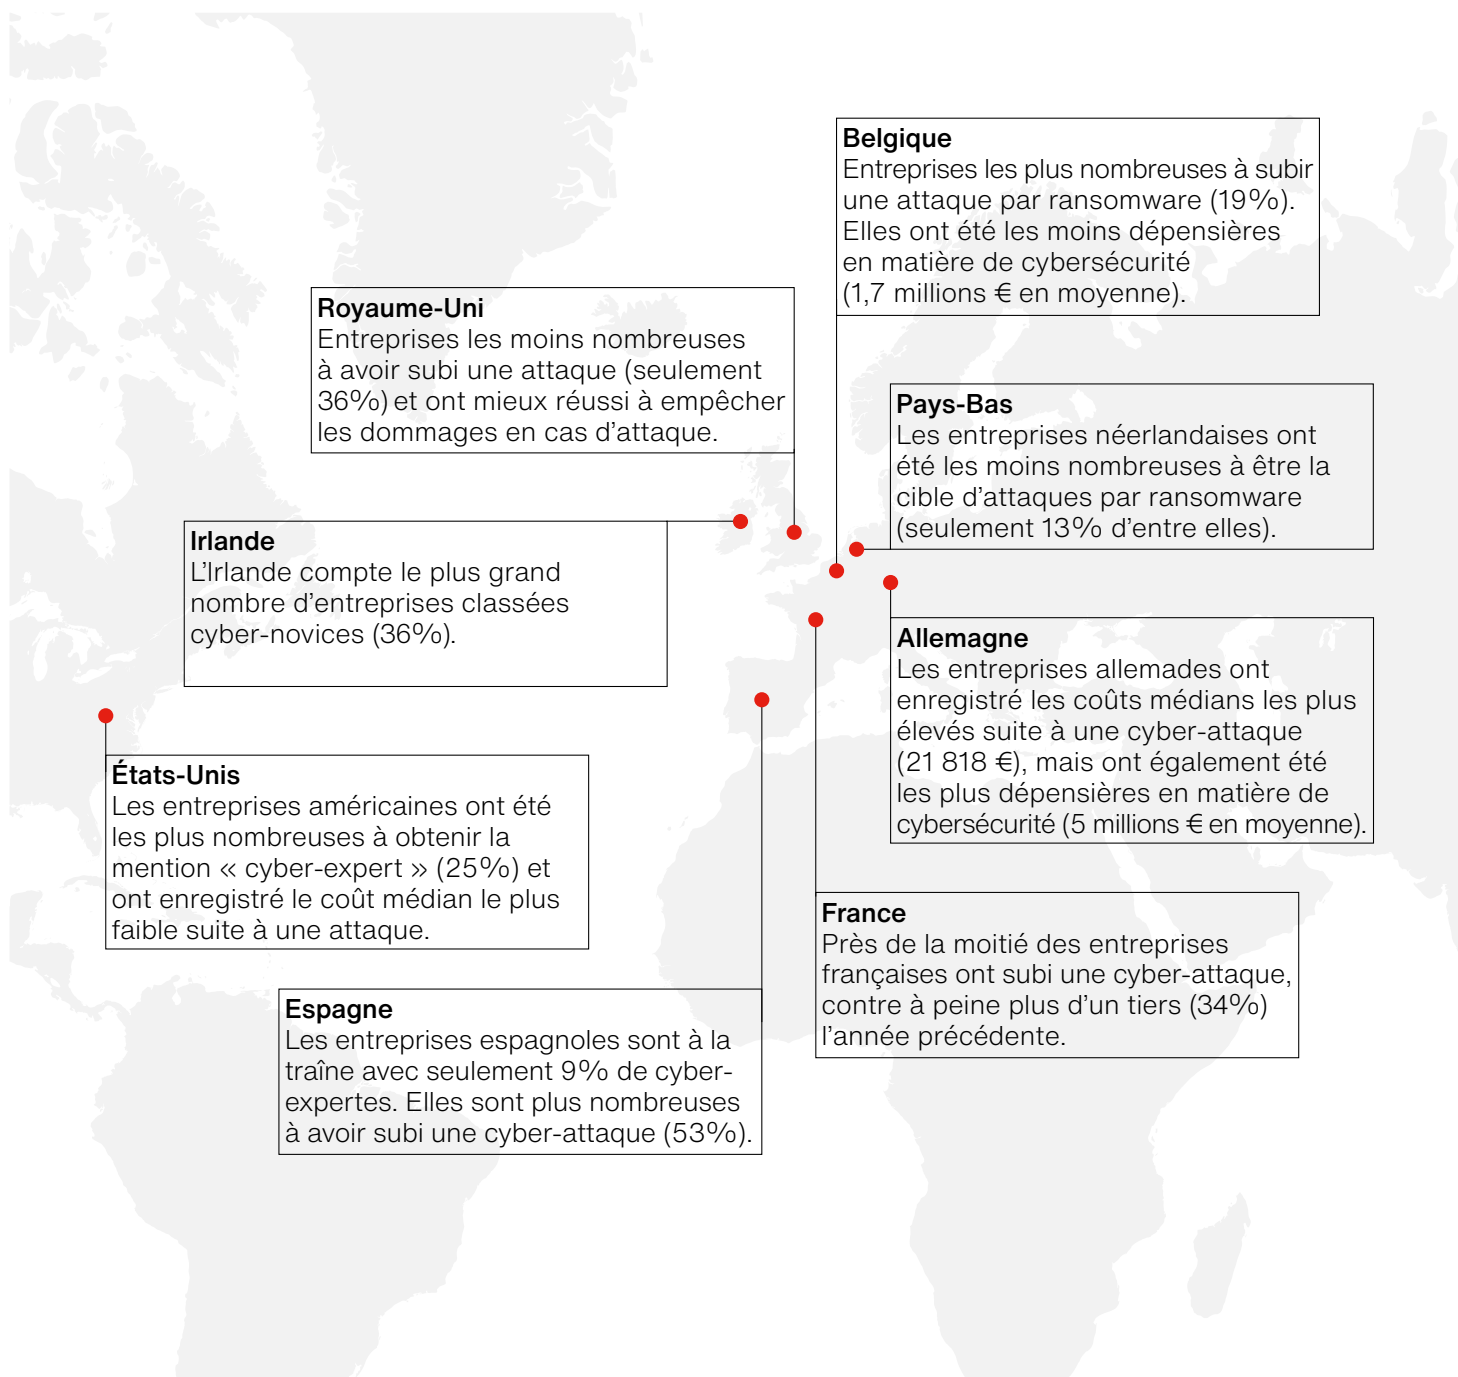 Belgique
Entreprises les plus nombreuses à subir
une attaque par ransomware (19%).
Elles ont été les moins dépensières
en matière de cybersécurité
(1,7 millions € en moyenne).
Royaume-Uni
Entreprises les moins nombreuses
à avoir subi une attaque (seulement
36%) et ont mieux réussi à empêcher
les dommages en cas d'attaque.
Pays-Bas
Les entreprises néerlandaises ont
été les moins nombreuses à être la
cible d'attaques par ransomware
(seulement 13% d'entre elles).
Irlande
L'Irlande compte le plus grand
nombre d'entreprises classées
cyber-novices (36%).
Allemagne
Les entreprises allemades ont
enregistré les coûts médians les plus
élevés suite à une cyber-attaque
(21 818 €), mais ont également été
les plus dépensières en matière de
cybersécurité (5 millions € en moyenne).
États-Unis
Les entreprises américaines ont été
les plus nombreuses à obtenir la
mention « cyber-expert » (25%) et
ont enregistré le coût médian le plus
faible suite à une attaque.
France
Près de la moitié des entreprises
françaises ont subi une cyber-attaque,
contre à peine plus d'un tiers (34%)
l'année précédente.
Espagne
Les entreprises espagnoles sont à la
traîne avec seulement 9% de cyber-
expertes. Elles sont plus nombreuses
à avoir subi une cyber-attaque (53%).